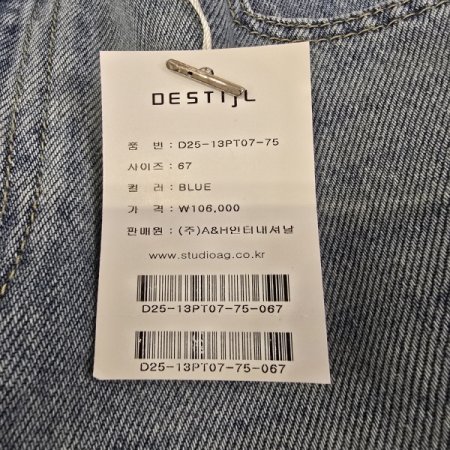 DESTIJL
품 번 : D25-13PT07-75
사이즈 : 67
컬 러 : BLUE
가 격 : ₩106,000
판매원 : (주)A&H인터내셔날
www.studioag.co.kr
D25-13PT07-75-067
D25-13PT07-75-067